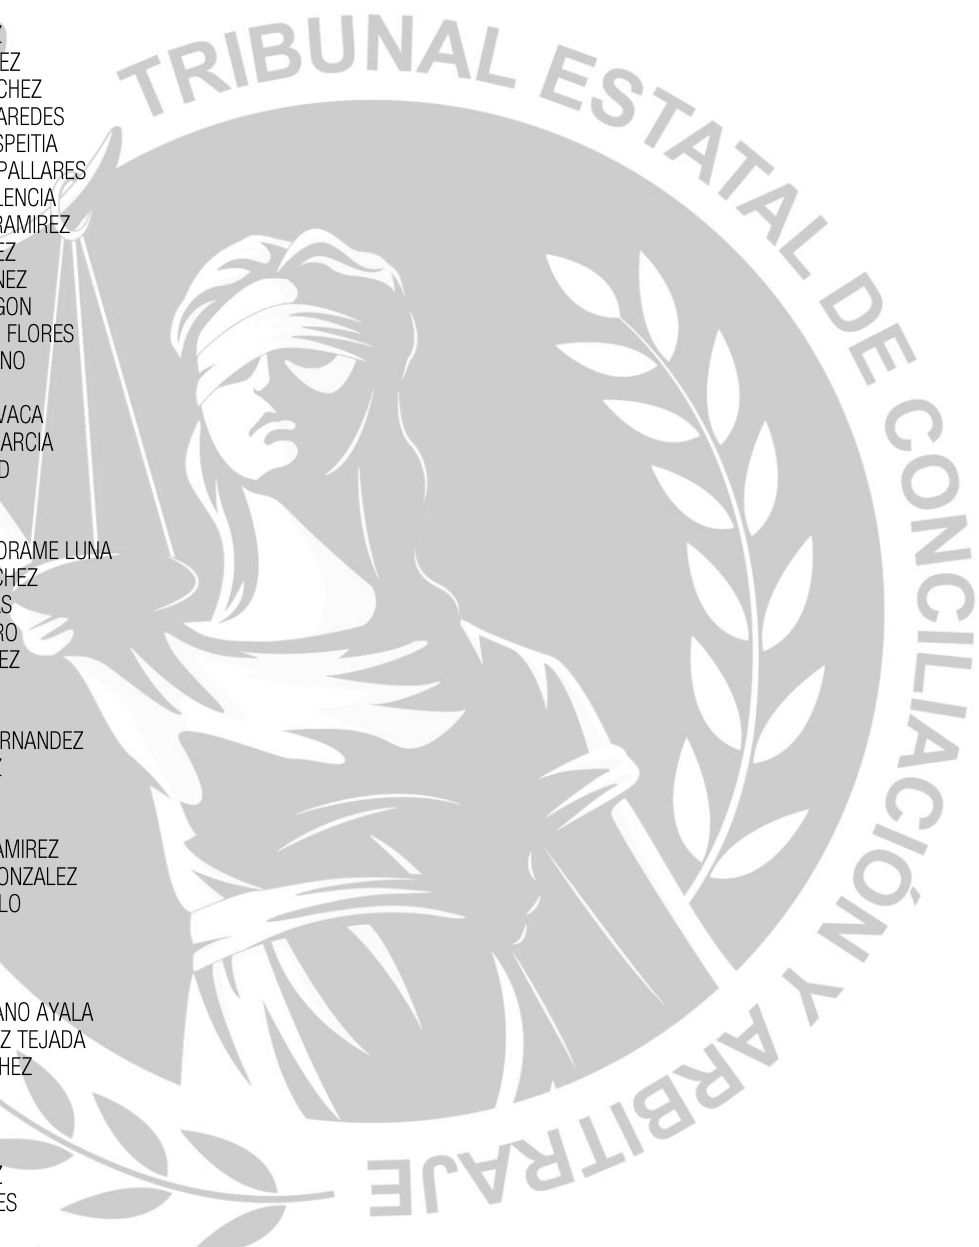 TRIBUNAL ESTATAL DE CONCILIACIÓN Y ARBITRAJE
Z
EZ
CHEZ
AREDES
SPEITIA
PALLARES
LENCIA
RAMIREZ
EZ
NEZ
GON
FLORES
NO
VACA
ARCIA
D
ORAME LUNA
CHEZ
AS
RO
EZ
RNANDEZ
Z
AMIREZ
ONZALEZ
LO
ANO AYALA
Z TEJADA
HEZ
Z
ES